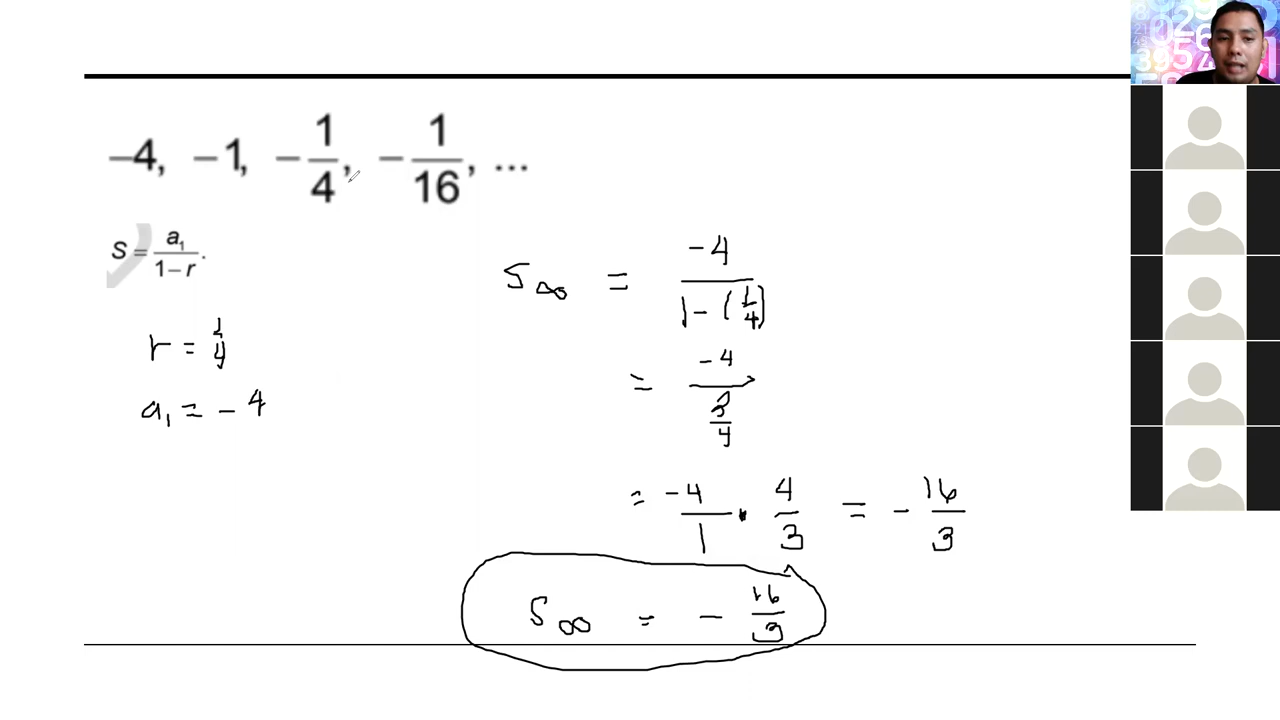 -4, -1, -1/4, -1/16, ...
S = a₁/(1-r).
r = 1/4
a₁ = -4
S∞ = -4/(1-(1/4))
= -4/(3/4)
= -4/1 · 4/3 = -16/3
S∞ = -16/3